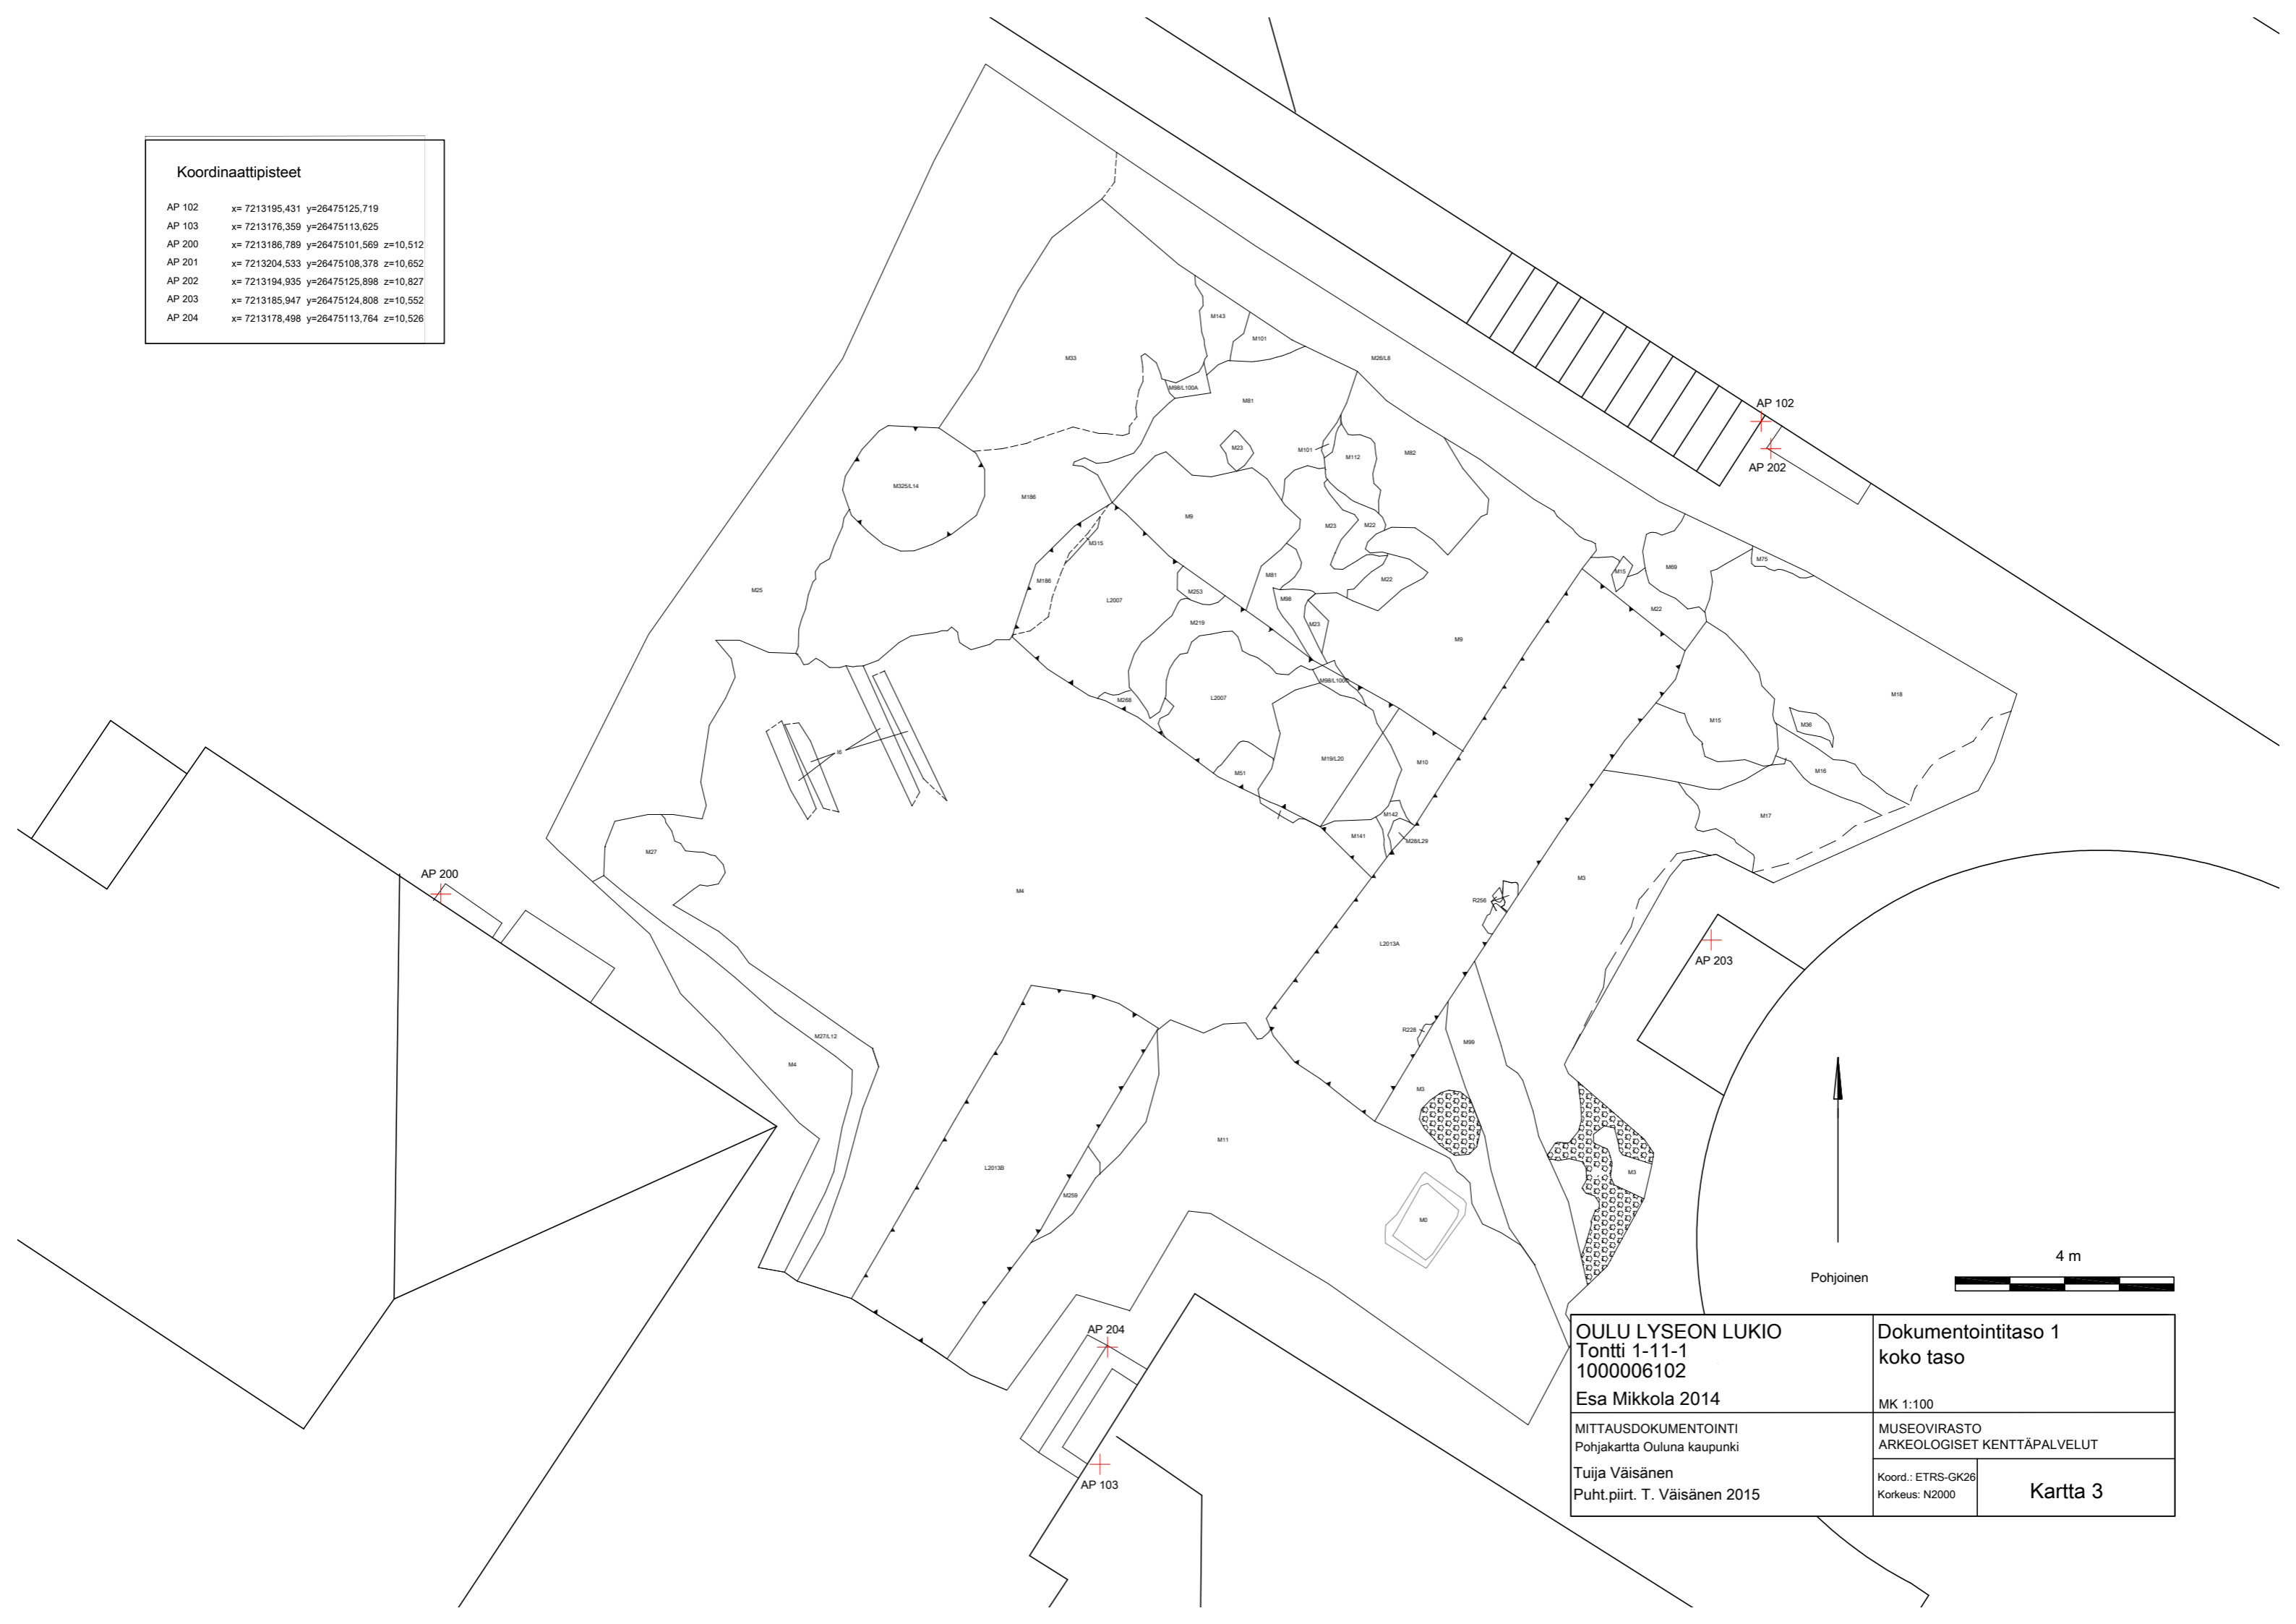 Koordinaattipisteet
AP 102 x= 7213195,431 y=26475125,719
AP 103 x= 7213176,359 y=26475113,625
AP 200 x= 7213186,789 y=26475101,569 z=10,512
AP 201 x= 7213204,533 y=26475108,378 z=10,652
AP 202 x= 7213194,935 y=26475125,898 z=10,827
AP 203 x= 7213185,947 y=26475124,808 z=10,552
AP 204 x= 7213178,498 y=26475113,764 z=10,526
M143
M101
M33
M26/L8
M98/L100A
M81
AP 102
M23
M101
M112
M82
AP 202
M325/L14
M186
M9
M23
M22
M315
M75
M69
M15
M81
M186
M22
M25
M253
L2007
M98
M22
M219
M23
M9
M98/L100B
M18
M268
L2007
M15
M36
I6
M19/L20
M10
M51
M16
M142
M17
M141
M28/L29
M27
AP 200
M3
M4
R256
L2013A
AP 203
R228
M27/L12
M99
M4
M3
M11
L2013B
M3
M259
M0
4 m
Pohjoinen
AP 204
AP 103
OULU LYSEON LUKIO
Tontti 1-11-1
1000006102
Esa Mikkola 2014
Dokumentointitaso 1
koko taso
MK 1:100
MITTAUSDOKUMENTOINTI
Pohjakartta Ouluna kaupunki
Tuija Väisänen
Puht.piirt. T. Väisänen 2015
MUSEOVIRASTO
ARKEOLOGISET KENTTÄPALVELUT
Koord.: ETRS-GK26
Korkeus: N2000
Kartta 3